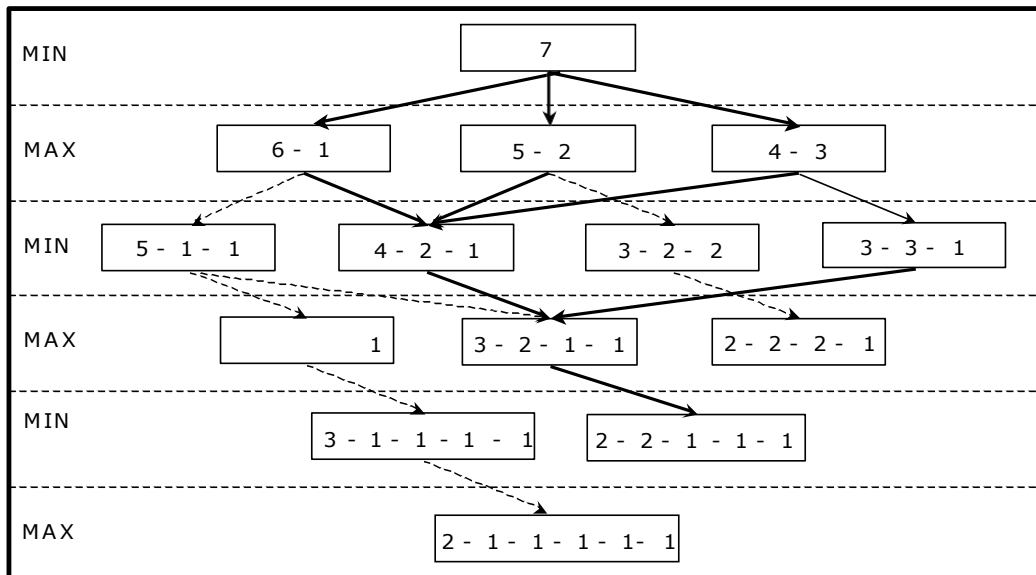 MIN
7
MAX
6 - 1
5 - 2
4 - 3
MIN
5 - 1 - 1
4 - 2 - 1
3 - 2 - 2
3 - 3 - 1
MAX
1
3 - 2 - 1 - 1
2 - 2 - 2 - 1
MIN
3 - 1 - 1 - 1 - 1
2 - 2 - 1 - 1 - 1
MAX
2 - 1 - 1 - 1 - 1 - 1